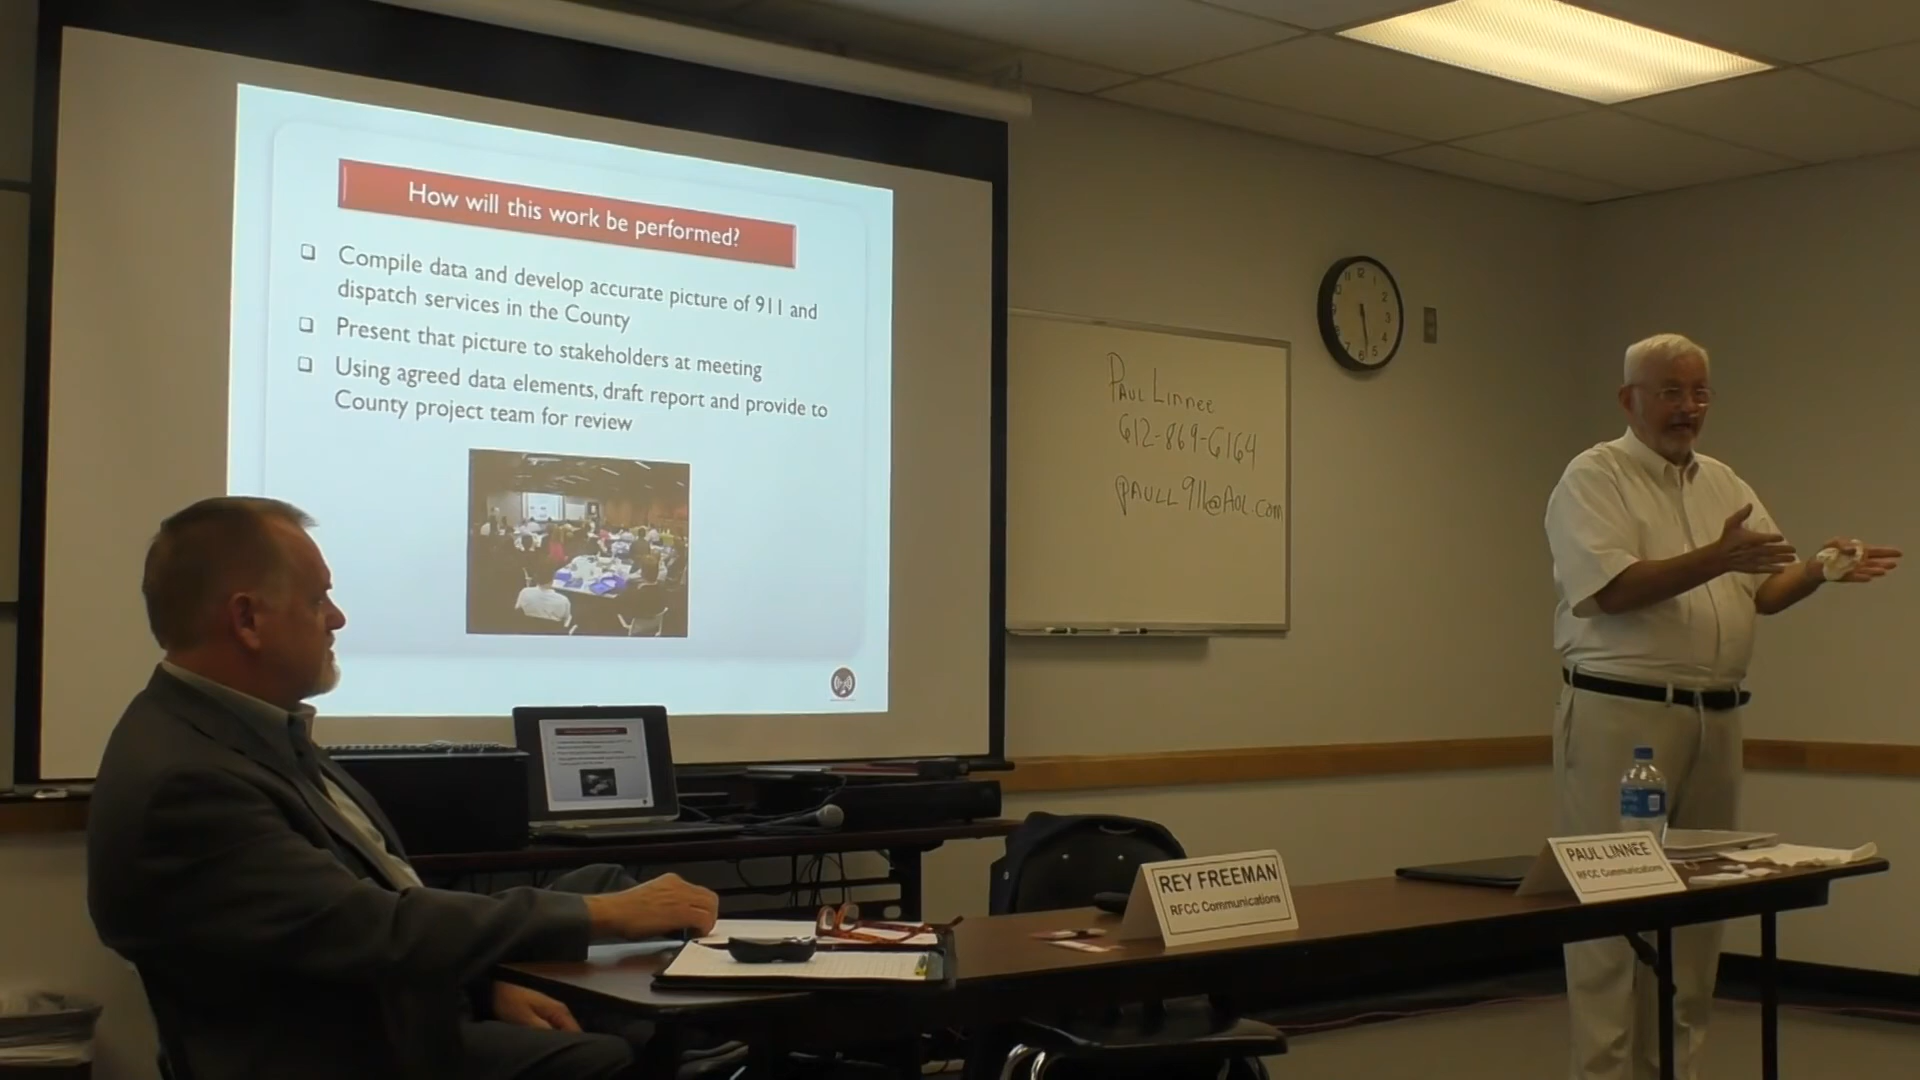 How will this work be performed?
❑ Compile data and develop accurate picture of 911 and
dispatch services in the County
❑ Present that picture to stakeholders at meeting
❑ Using agreed data elements, draft report and provide to
County project team for review
PAUL LINNEE
612-869-6164
PAULL911@AOL.COM
REY FREEMAN
RFCC Communications
PAUL LINNEE
RFCC Communications